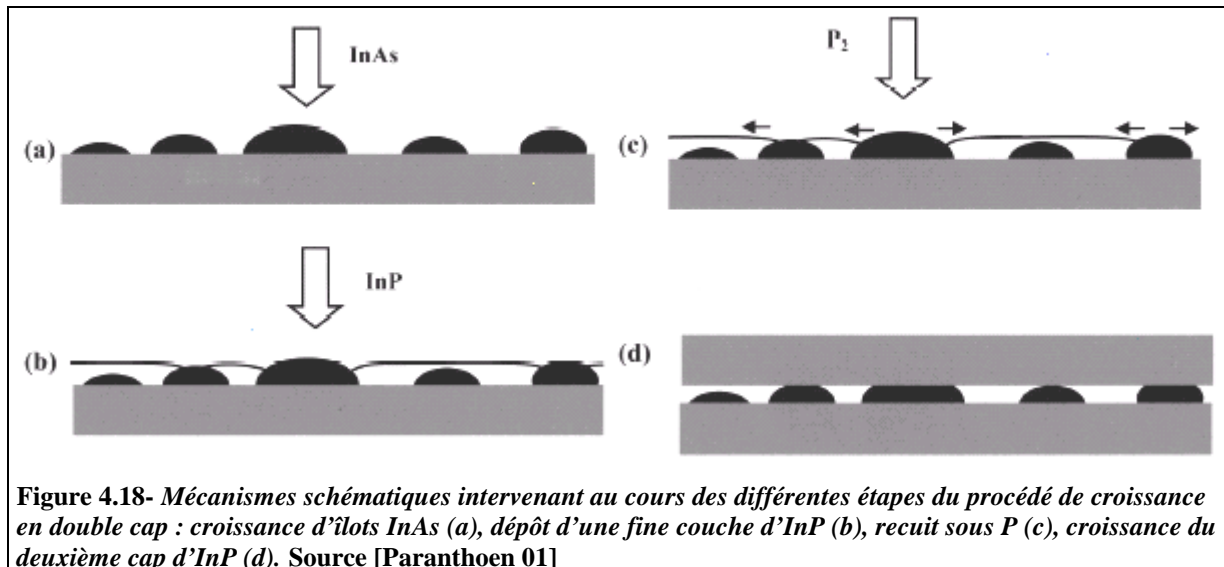 InAs
(a)
InP
(b)
P₂
(c)
(d)
Figure 4.18- Mécanismes schématiques intervenant au cours des différentes étapes du procédé de croissance
en double cap : croissance d’îlots InAs (a), dépôt d’une fine couche d’InP (b), recuit sous P (c), croissance du
deuxième cap d’InP (d). Source [Paranthoen 01]